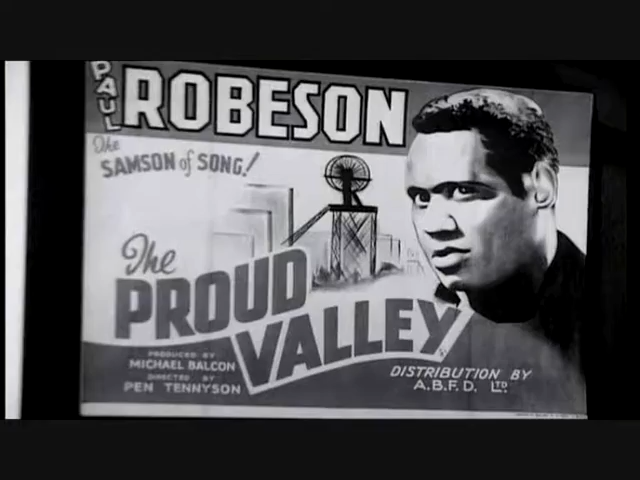 PAUL ROBESON
The
SAMSON of SONG!
The
PROUD
VALLEY
PRODUCED BY
MICHAEL BALCON
DIRECTED BY
PEN TENNYSON
DISTRIBUTION BY
A.B.F.D. LTD.